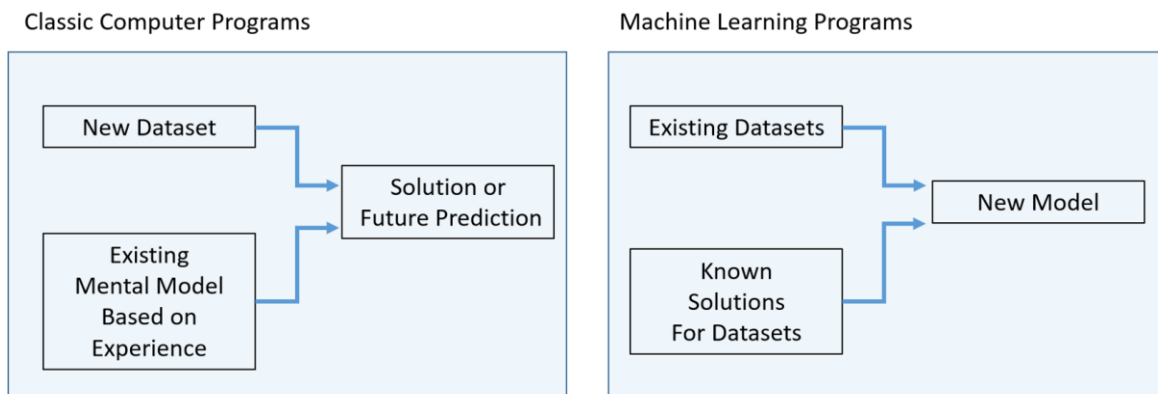 Classic Computer Programs
New Dataset
Existing
Mental Model
Based on
Experience
Solution or
Future Prediction
Machine Learning Programs
Existing Datasets
Known
Solutions
For Datasets
New Model